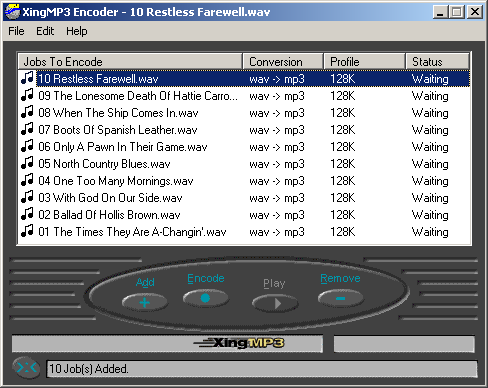 XingMP3 Encoder - 10 Restless Farewell.wav
File Edit Help
Jobs To Encode Conversion Profile Status
10 Restless Farewell.wav wav -> mp3 128K Waiting
09 The Lonesome Death Of Hattie Carro... wav -> mp3 128K Waiting
08 When The Ship Comes In.wav wav -> mp3 128K Waiting
07 Boots Of Spanish Leather.wav wav -> mp3 128K Waiting
06 Only A Pawn In Their Game.wav wav -> mp3 128K Waiting
05 North Country Blues.wav wav -> mp3 128K Waiting
04 One Too Many Mornings.wav wav -> mp3 128K Waiting
03 With God On Our Side.wav wav -> mp3 128K Waiting
02 Ballad Of Hollis Brown.wav wav -> mp3 128K Waiting
01 The Times They Are A-Changin'.wav wav -> mp3 128K Waiting
Add Encode Play Remove
XingMP3
10 Job(s) Added.